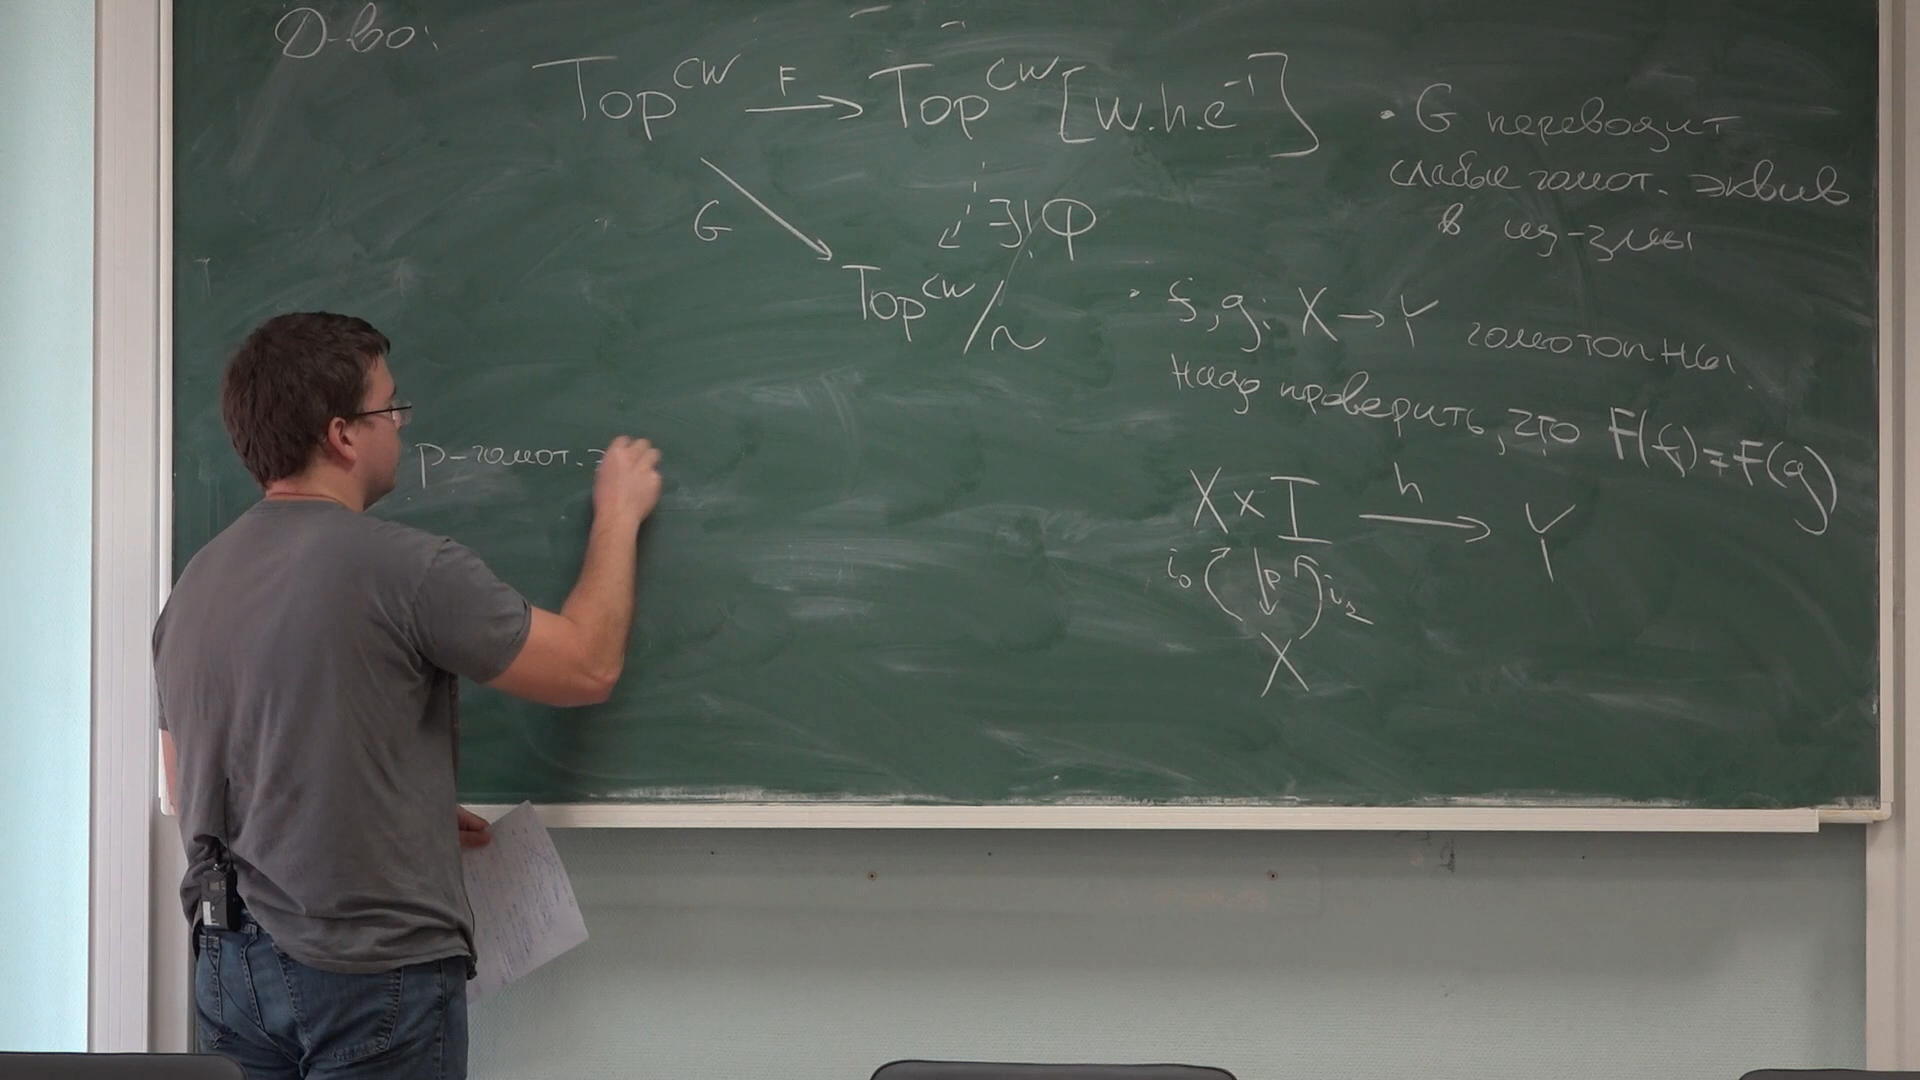 Д-во:
Top^CW —F→ Top^CW [w.h.e^-1]
G ∃! Φ
Top^CW/~
• G переводит
слабые гомот. эквив
в из-змы
• f, g: X → Y гомотопны.
Надо проверить, что F(f) = F(g)
p - гомот. э
X × I —h→ Y
i₀ p i₁
X